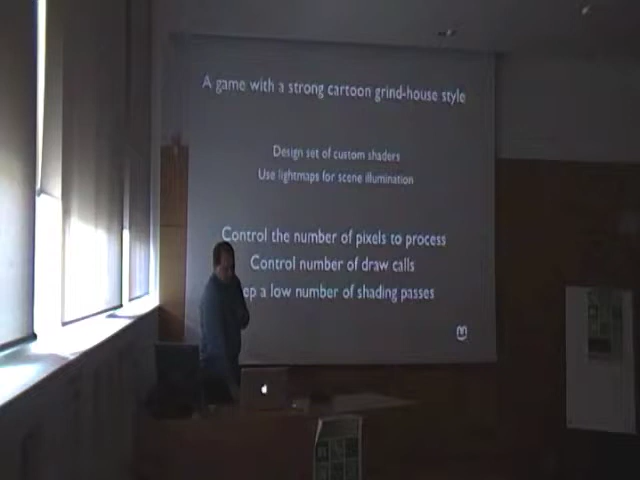 A game with a strong cartoon grind-house style
Design set of custom shaders
Use lightmaps for scene illumination
Control the number of pixels to process
Control number of draw calls
ep a low number of shading passes